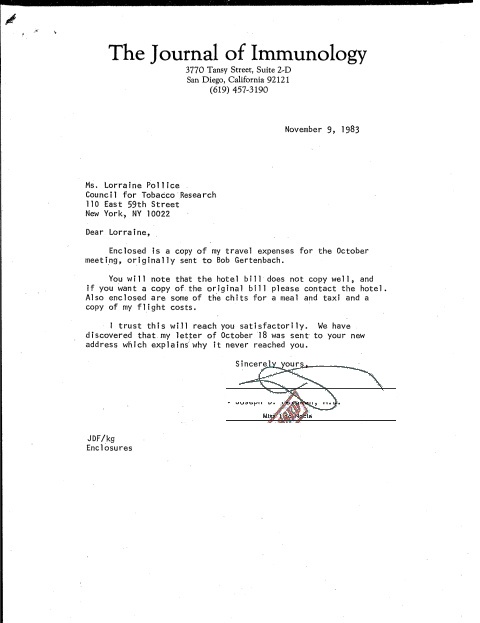 The Journal of Immunology
3770 Tansy Street, Suite 2-D
San Diego, California 92121
(619) 457-3190
November 9, 1983
Ms. Lorraine Pollice
Council for Tobacco Research
110 East 59th Street
New York, NY 10022
Dear Lorraine,
Enclosed is a copy of my travel expenses for the October
meeting, originally sent to Bob Gertenbach.
You will note that the hotel bill does not copy well, and
if you want a copy of the original bill please contact the hotel.
Also enclosed are some of the chits for a meal and taxi and a
copy of my flight costs.
I trust this will reach you satisfactorily. We have
discovered that my letter of October 18 was sent to your new
address which explains why it never reached you.
Sincerely yours,
Joseph D.
JDF/kg
Enclosures